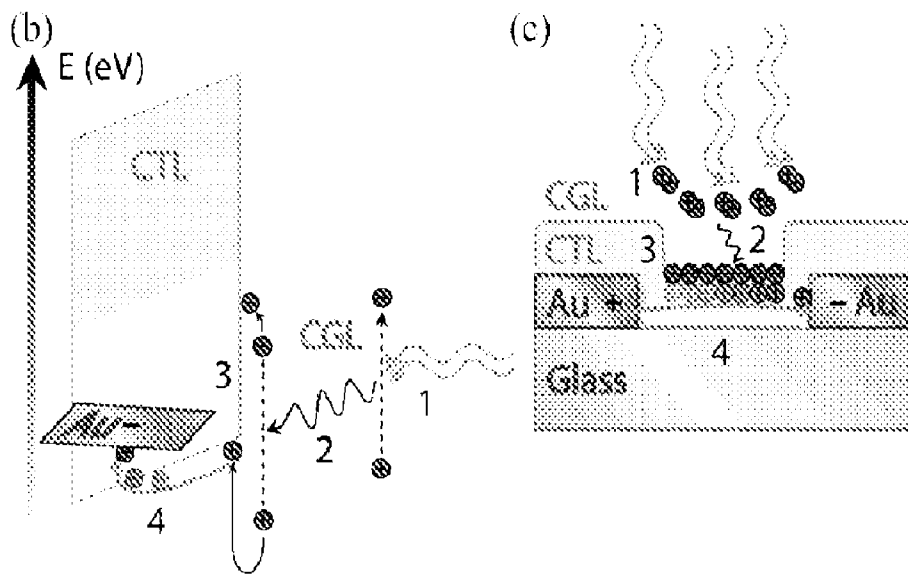 (b)
E (eV)
CTL
3
CGL
2
1
Au –
4
(c)
1
CGL
2
CTL
3
Au +
– Au
4
Glass